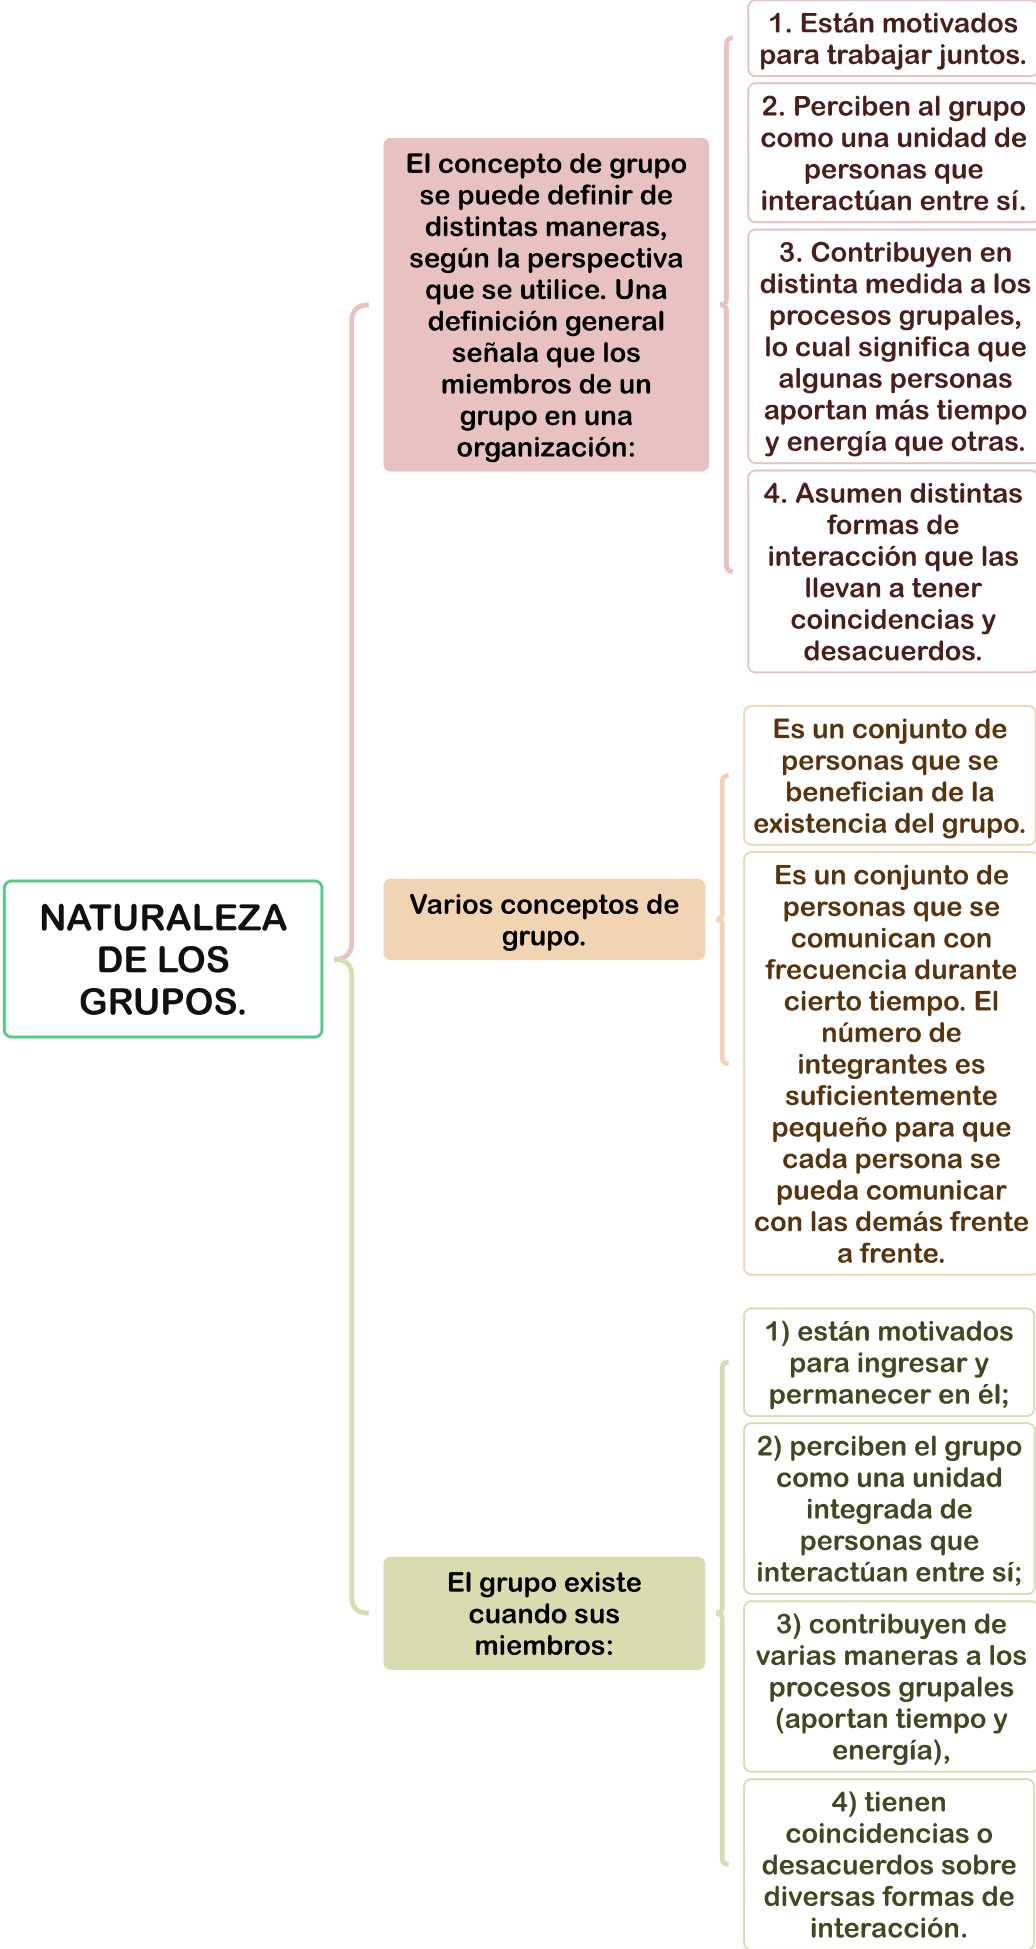 NATURALEZA
DE LOS
GRUPOS.
El concepto de grupo
se puede definir de
distintas maneras,
según la perspectiva
que se utilice. Una
definición general
señala que los
miembros de un
grupo en una
organización:
1. Están motivados
para trabajar juntos.
2. Perciben al grupo
como una unidad de
personas que
interactúan entre sí.
3. Contribuyen en
distinta medida a los
procesos grupales,
lo cual significa que
algunas personas
aportan más tiempo
y energía que otras.
4. Asumen distintas
formas de
interacción que las
llevan a tener
coincidencias y
desacuerdos.
Varios conceptos de
grupo.
Es un conjunto de
personas que se
benefician de la
existencia del grupo.
Es un conjunto de
personas que se
comunican con
frecuencia durante
cierto tiempo. El
número de
integrantes es
suficientemente
pequeño para que
cada persona se
pueda comunicar
con las demás frente
a frente.
El grupo existe
cuando sus
miembros:
1) están motivados
para ingresar y
permanecer en él;
2) perciben el grupo
como una unidad
integrada de
personas que
interactúan entre sí;
3) contribuyen de
varias maneras a los
procesos grupales
(aportan tiempo y
energía),
4) tienen
coincidencias o
desacuerdos sobre
diversas formas de
interacción.